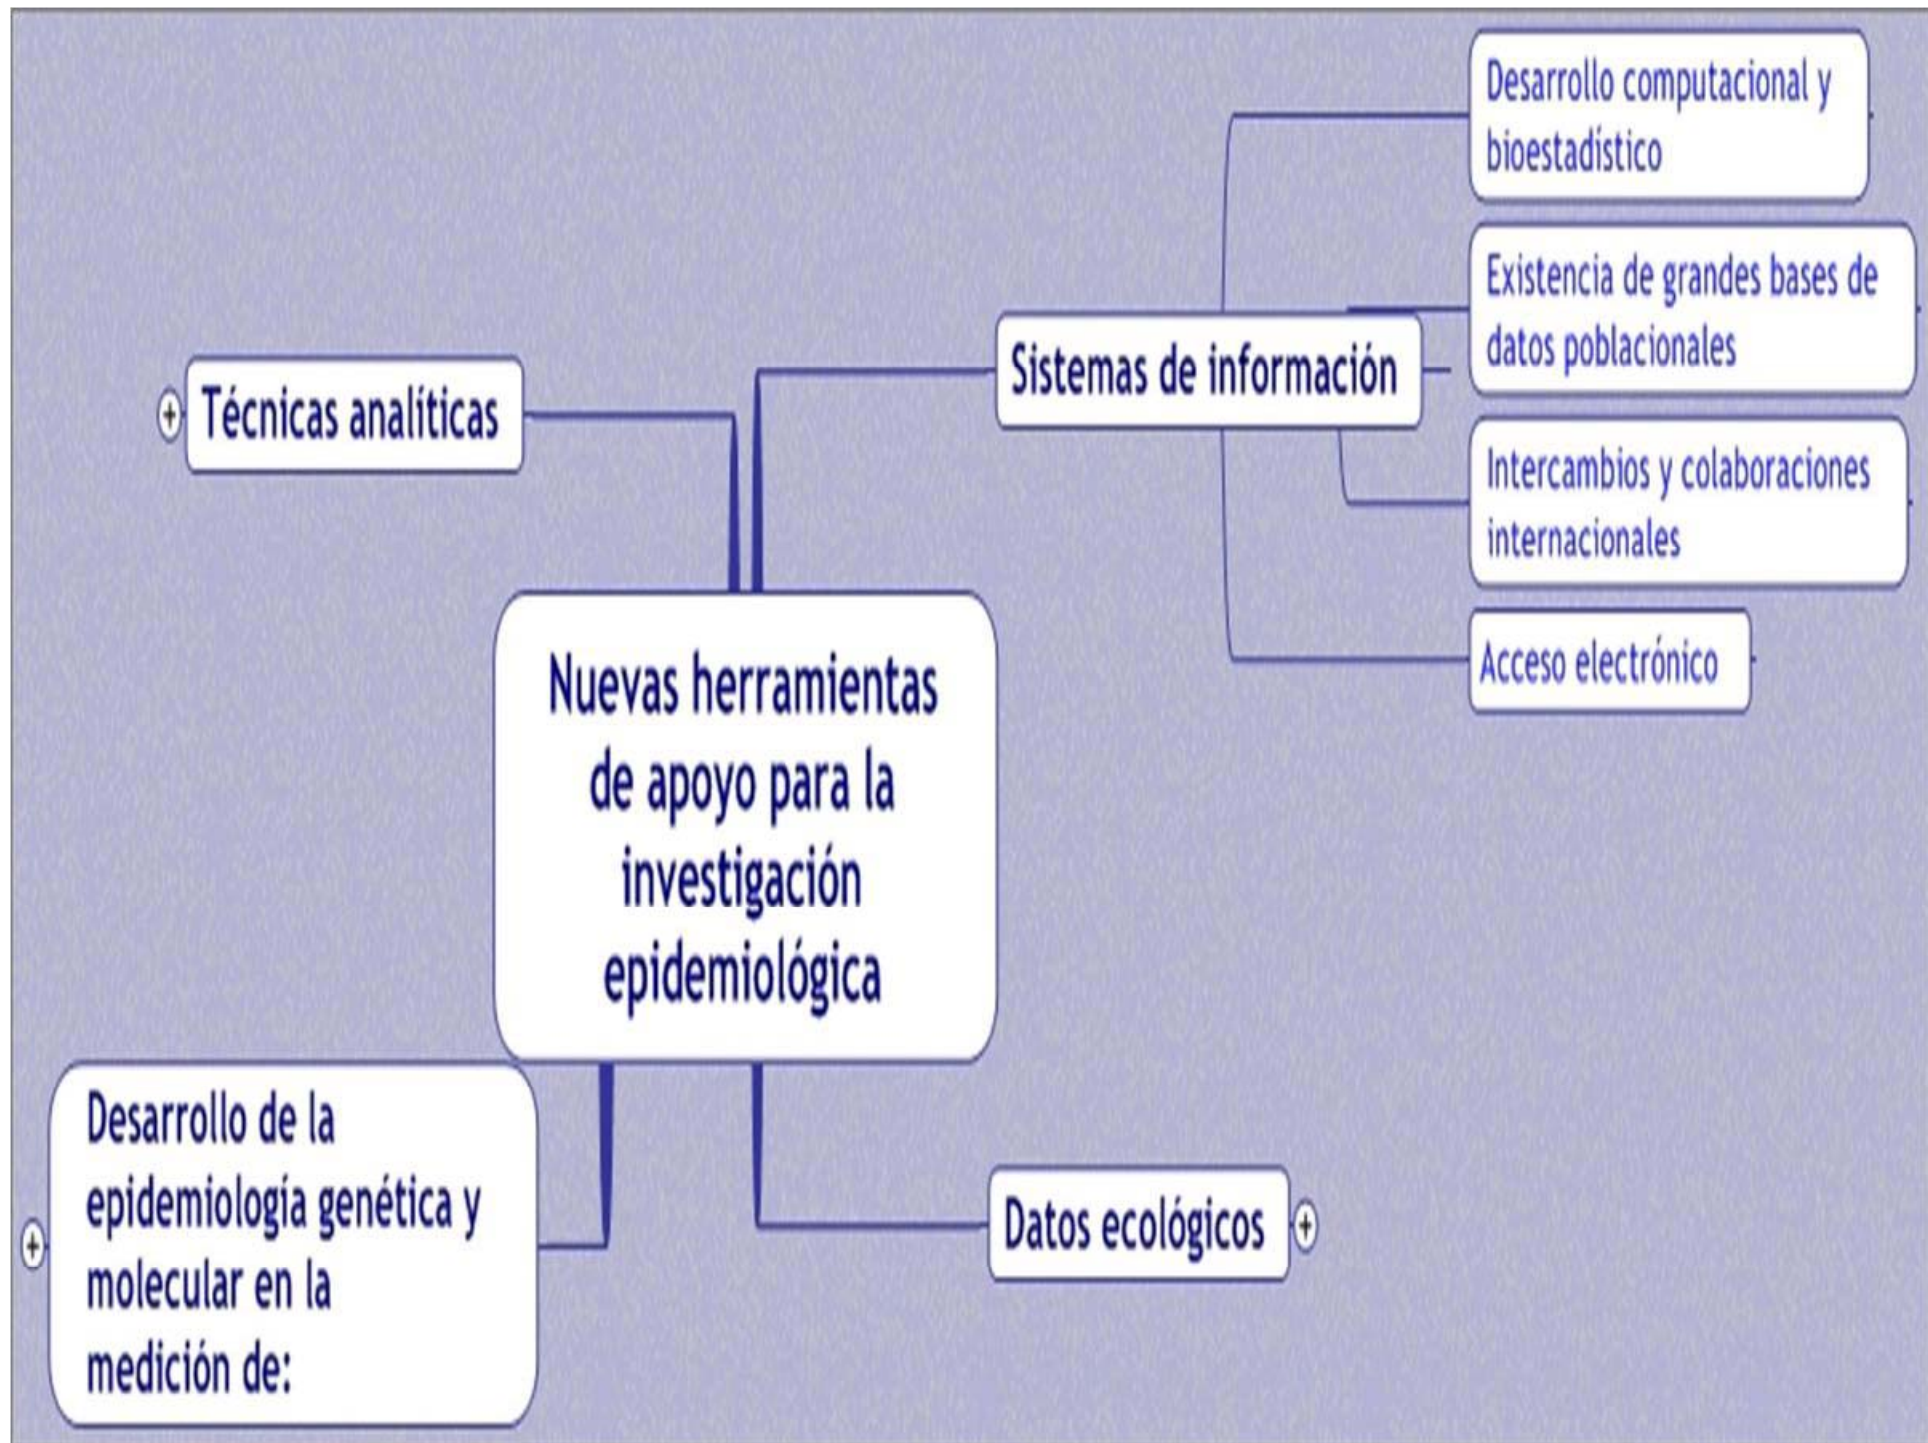 Desarrollo computacional y
bioestadístico
Existencia de grandes bases de
datos poblacionales
Sistemas de información
Técnicas analíticas
Intercambios y colaboraciones
internacionales
Acceso electrónico
Nuevas herramientas
de apoyo para la
investigación
epidemiológica
Desarrollo de la
epidemiología genética y
molecular en la
medición de:
Datos ecológicos